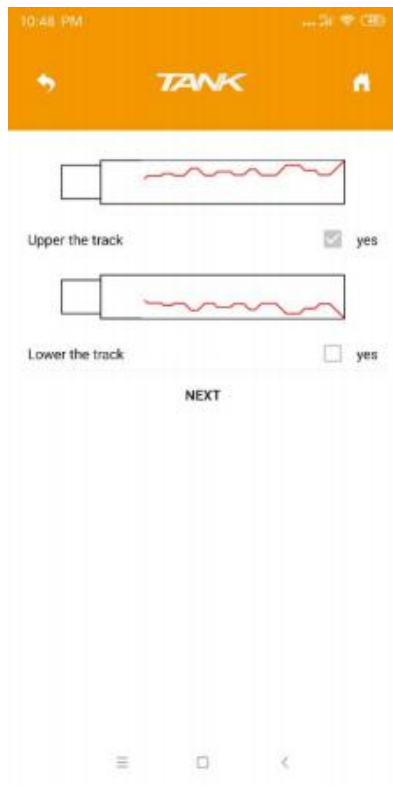 10:48 PM
TANK
Upper the track yes
Lower the track yes
NEXT